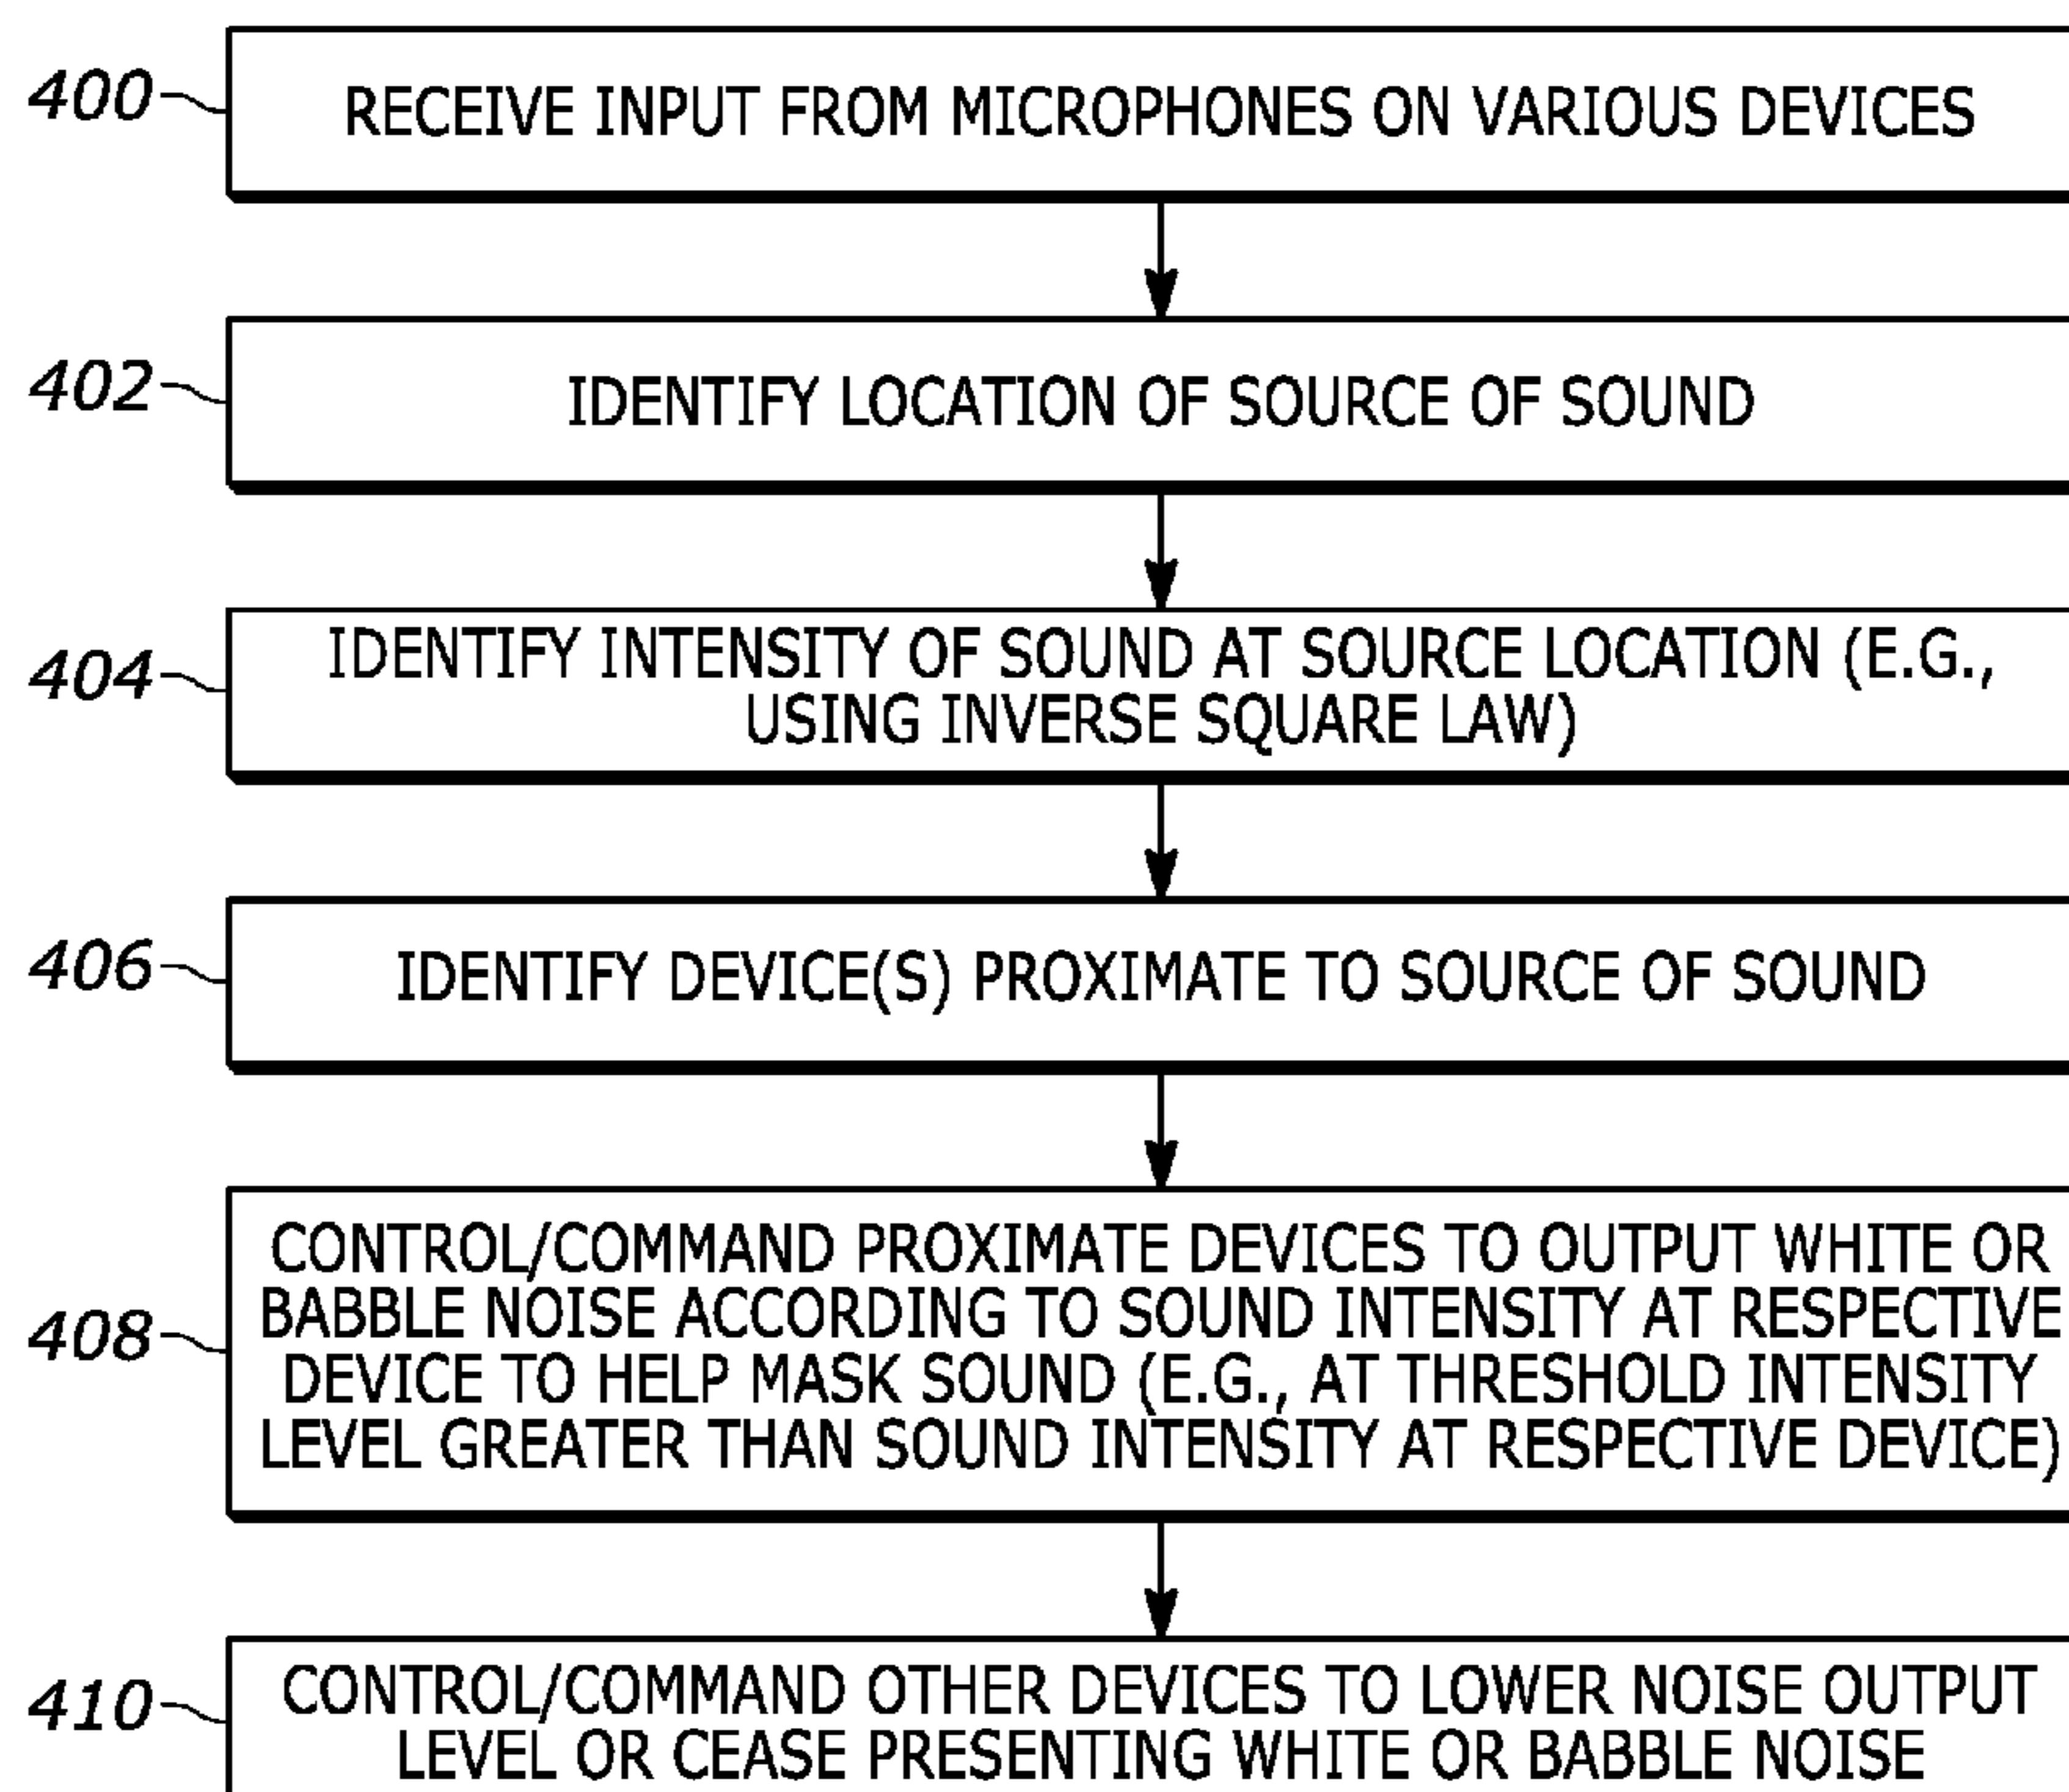 400
RECEIVE INPUT FROM MICROPHONES ON VARIOUS DEVICES
402
IDENTIFY LOCATION OF SOURCE OF SOUND
404
IDENTIFY INTENSITY OF SOUND AT SOURCE LOCATION (E.G.,
USING INVERSE SQUARE LAW)
406
IDENTIFY DEVICE(S) PROXIMATE TO SOURCE OF SOUND
408
CONTROL/COMMAND PROXIMATE DEVICES TO OUTPUT WHITE OR
BABBLE NOISE ACCORDING TO SOUND INTENSITY AT RESPECTIVE
DEVICE TO HELP MASK SOUND (E.G., AT THRESHOLD INTENSITY
LEVEL GREATER THAN SOUND INTENSITY AT RESPECTIVE DEVICE)
410
CONTROL/COMMAND OTHER DEVICES TO LOWER NOISE OUTPUT
LEVEL OR CEASE PRESENTING WHITE OR BABBLE NOISE